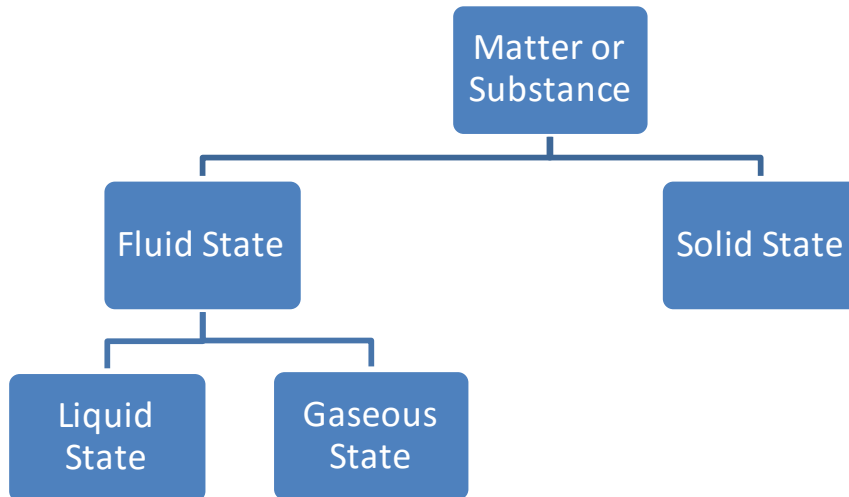 Matter or
Substance
Fluid State
Solid State
Liquid
State
Gaseous
State